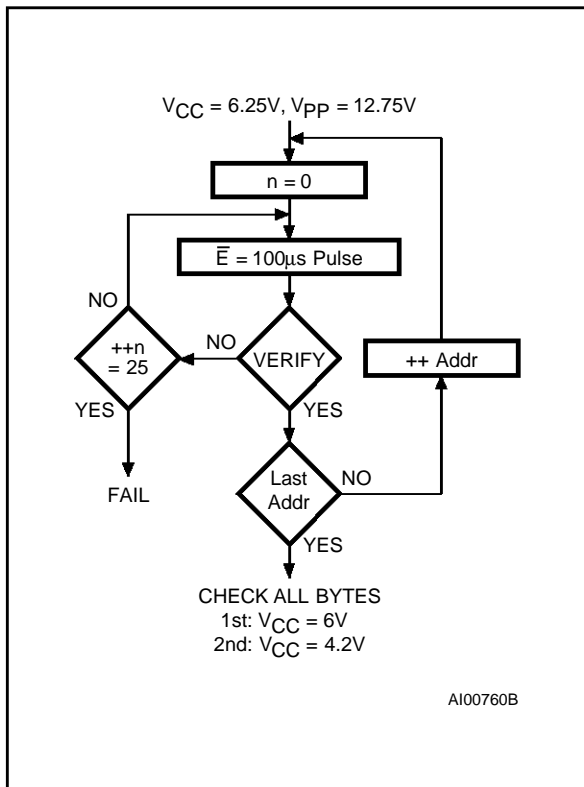 VCC = 6.25V, VPP = 12.75V
n = 0
E̅ = 100µs Pulse
NO
++n
= 25
NO
VERIFY
++ Addr
YES
YES
Last
Addr
NO
FAIL
YES
CHECK ALL BYTES
1st: VCC = 6V
2nd: VCC = 4.2V
AI00760B